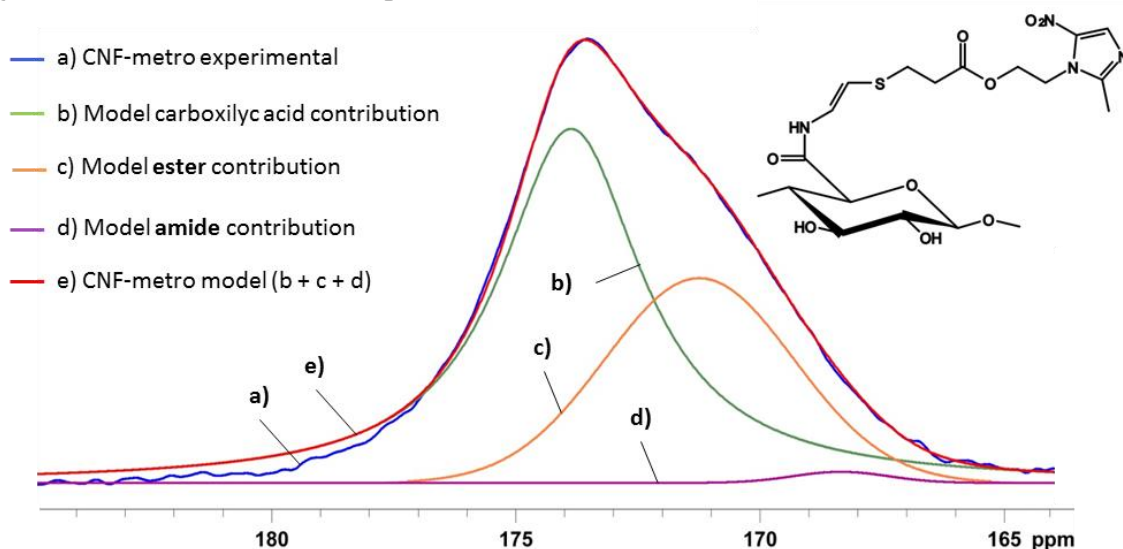 a) CNF-metro experimental
b) Model carboxilyc acid contribution
c) Model ester contribution
d) Model amide contribution
e) CNF-metro model (b + c + d)
O₂N
N
N
O
O
S
HN
O
O
HO
OH
O
b)
c)
e)
a)
d)
180 175 170 165 ppm